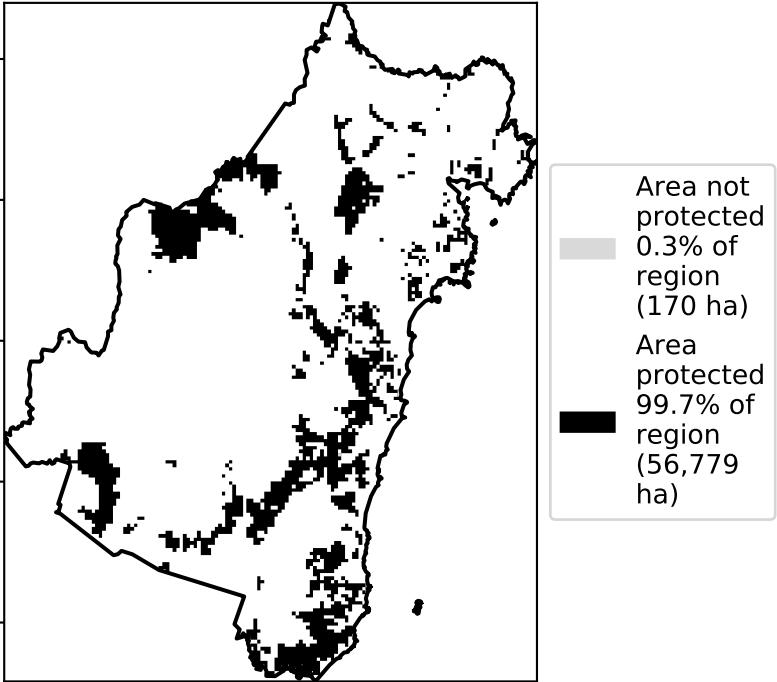 Area not
protected
0.3% of
region
(170 ha)
Area
protected
99.7% of
region
(56,779
ha)